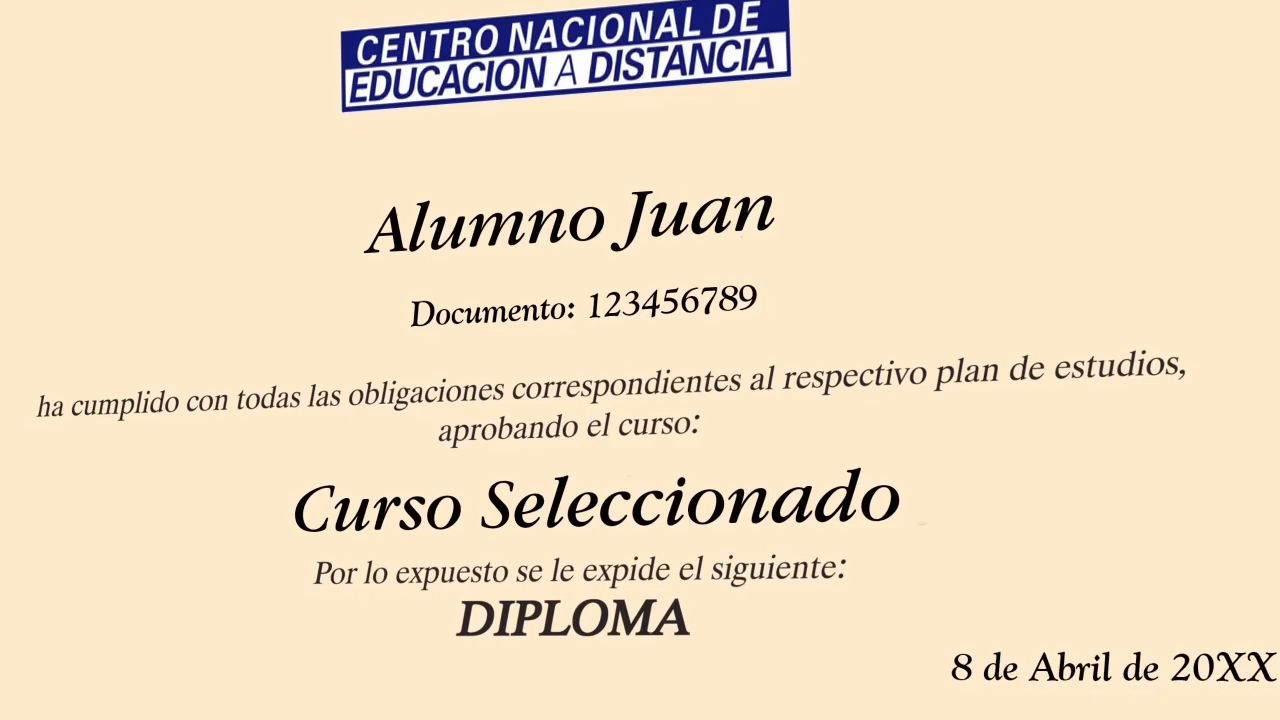 CENTRO NACIONAL DE
EDUCACION A DISTANCIA
Alumno Juan
Documento: 123456789
ha cumplido con todas las obligaciones correspondientes al respectivo plan de estudios,
aprobando el curso:
Curso Seleccionado
Por lo expuesto se le expide el siguiente:
DIPLOMA
8 de Abril de 20XX